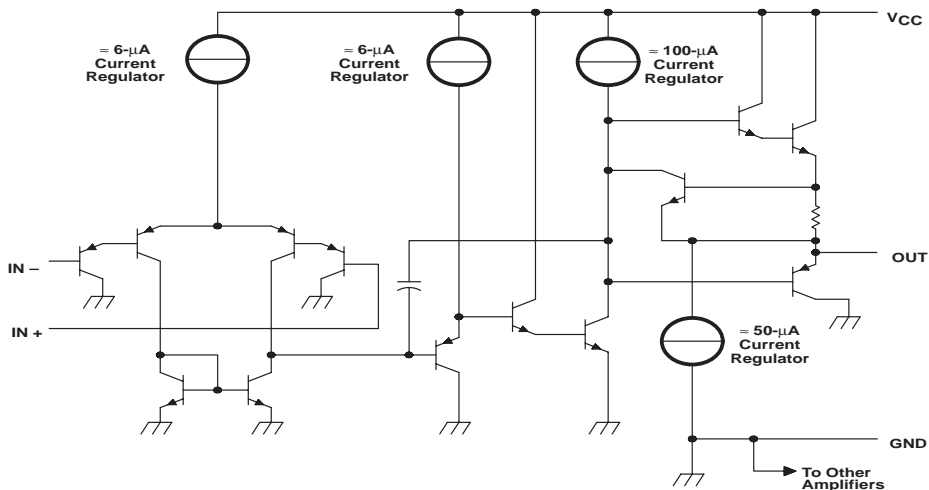 VCC
≈ 6-μA
Current
Regulator
≈ 6-μA
Current
Regulator
≈ 100-μA
Current
Regulator
IN –
OUT
IN +
≈ 50-μA
Current
Regulator
GND
To Other
Amplifiers